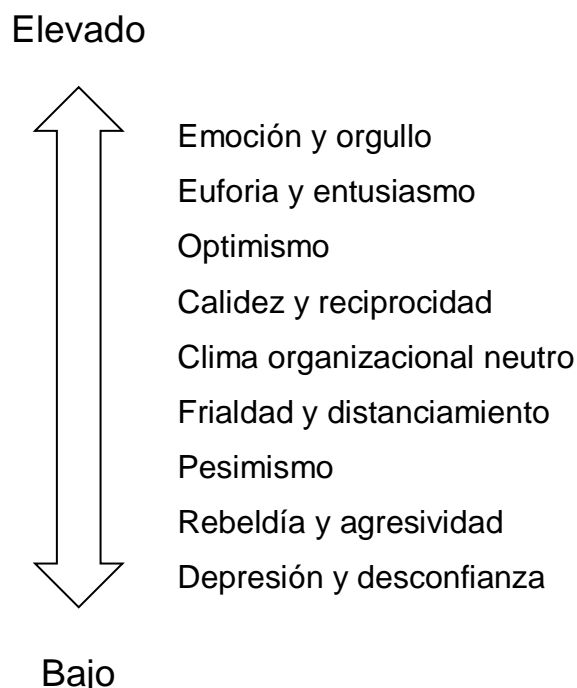 Elevado
Emoción y orgullo
Euforia y entusiasmo
Optimismo
Calidez y reciprocidad
Clima organizacional neutro
Frialdad y distanciamiento
Pesimismo
Rebeldía y agresividad
Depresión y desconfianza
Bajo